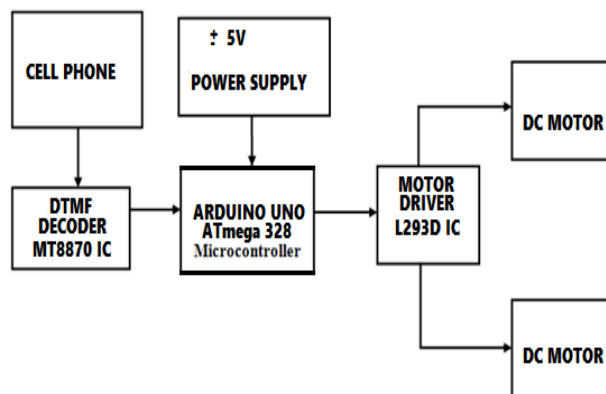 CELL PHONE
± 5V
POWER SUPPLY
DC MOTOR
DTMF
DECODER
MT8870 IC
ARDUINO UNO
ATmega 328
Microcontroller
MOTOR
DRIVER
L293D IC
DC MOTOR